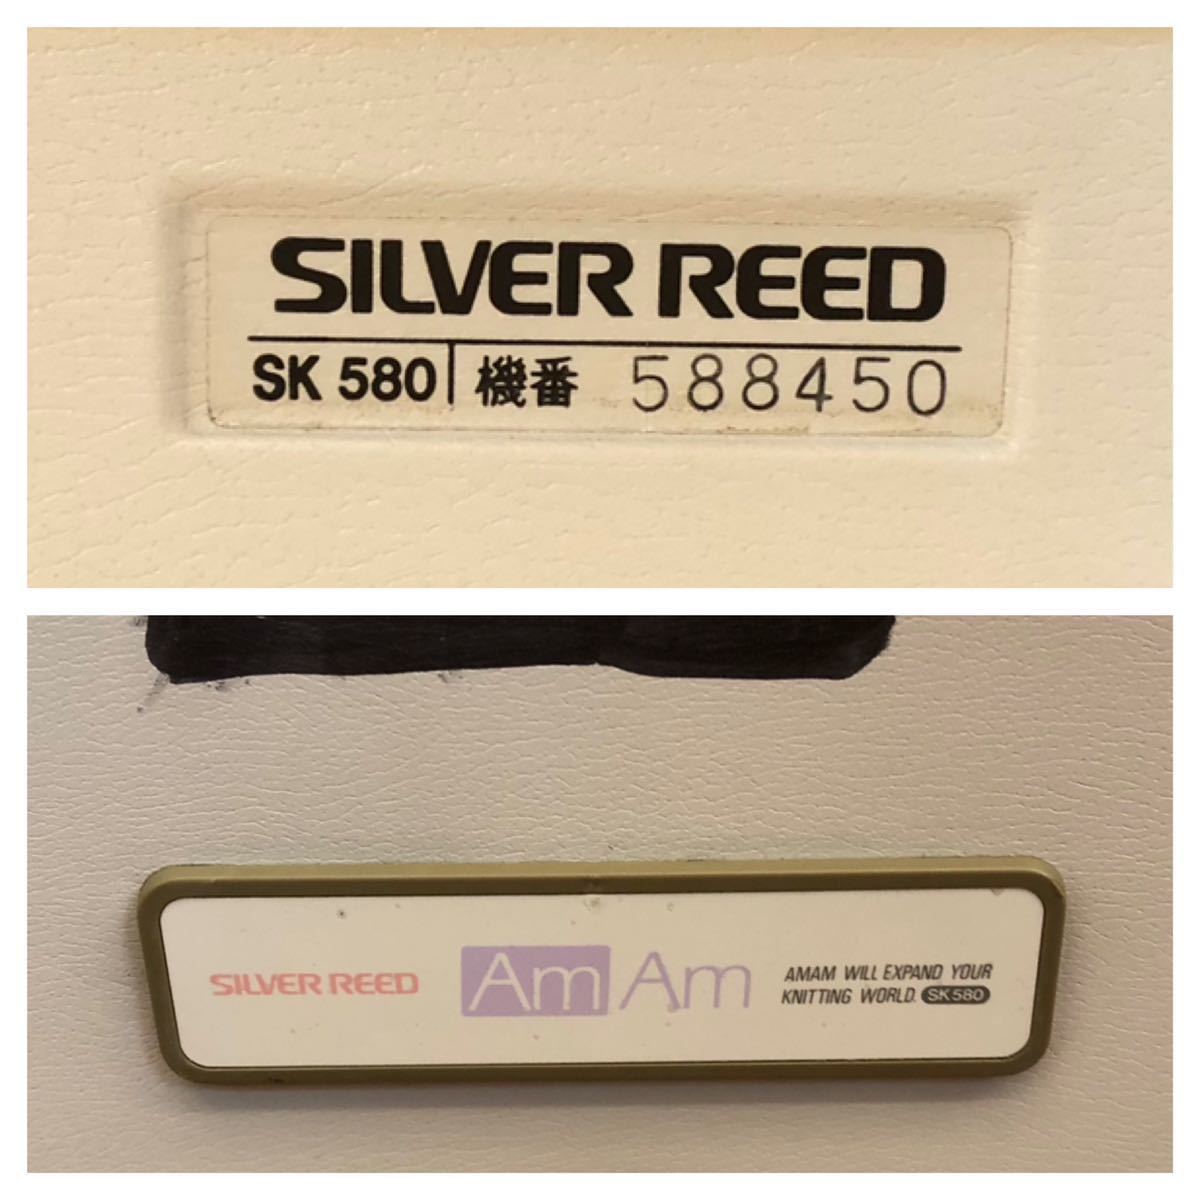 SILVER REED
SK 580 機番 588450
SILVER REED Am Am AMAM WILL EXPAND YOUR
KNITTING WORLD. SK580